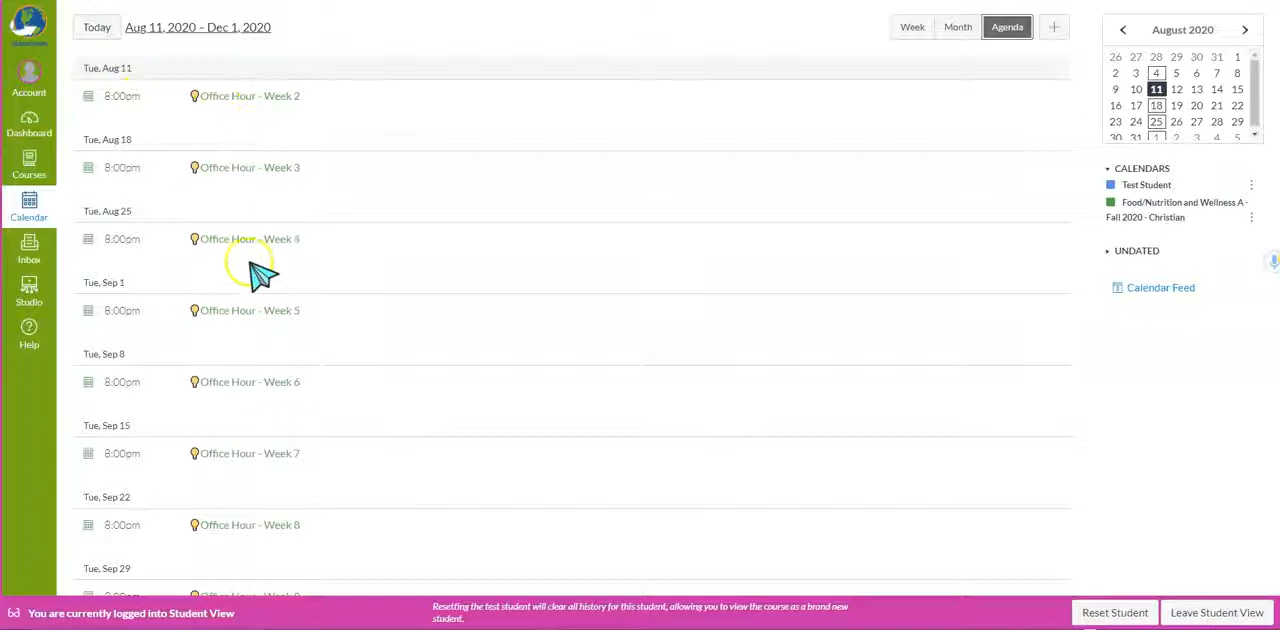 Today
Aug 11, 2020 – Dec 1, 2020
Week
Month
Agenda
Account
Dashboard
Courses
Calendar
Inbox
Studio
Help
Tue, Aug 11
8:00pm Office Hour - Week 2
Tue, Aug 18
8:00pm Office Hour - Week 3
Tue, Aug 25
8:00pm Office Hour - Week
Tue, Sep 1
8:00pm Office Hour - Week 5
Tue, Sep 8
8:00pm Office Hour - Week 6
Tue, Sep 15
8:00pm Office Hour - Week 7
Tue, Sep 22
8:00pm Office Hour - Week 8
Tue, Sep 29
August 2020
26 27 28 29 30 31 1
2 3 4 5 6 7 8
9 10 11 12 13 14 15
16 17 18 19 20 21 22
23 24 25 26 27 28 29
30 31 1 2 3 4 5
CALENDARS
Test Student
Food/Nutrition and Wellness A -
Fall 2020 - Christian
UNDATED
Calendar Feed
You are currently logged into Student View
Resetting the test student will clear all history for this student, allowing you to view the course as a brand new
student.
Reset Student
Leave Student View